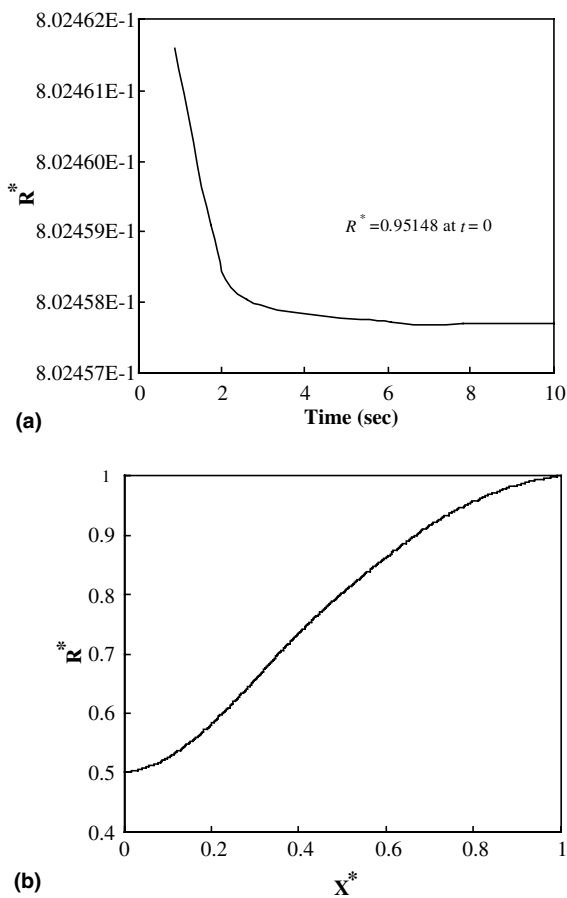 8.02462E-1
8.02461E-1
8.02460E-1
8.02459E-1
8.02458E-1
8.02457E-1
R*
R* =0.95148 at t = 0
0 2 4 6 8 10
Time (sec)
(a)
1
0.9
0.8
0.7
0.6
0.5
0.4
R*
0 0.2 0.4 0.6 0.8 1
X*
(b)